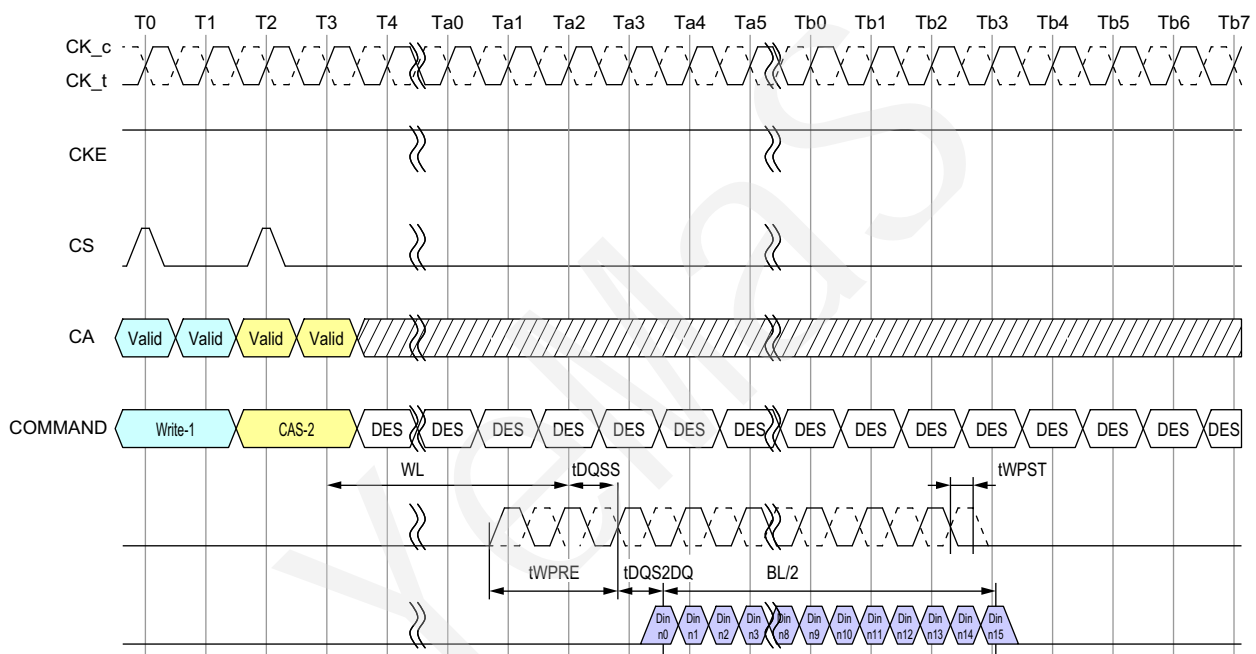 T0 T1 T2 T3 T4 Ta0 Ta1 Ta2 Ta3 Ta4 Ta5 Tb0 Tb1 Tb2 Tb3 Tb4 Tb5 Tb6 Tb7
CK_c
CK_t
CKE
CS
CA Valid Valid Valid Valid
COMMAND Write-1 CAS-2 DES DES DES DES DES DES DES DES DES DES DES DES DES DES DES
WL tDQSS tWPST
tWPRE tDQS2DQ BL/2
Din n0 Din n1 Din n2 Din n3 Din n8 Din n9 Din n10 Din n11 Din n12 Din n13 Din n14 Din n15
YeMaS